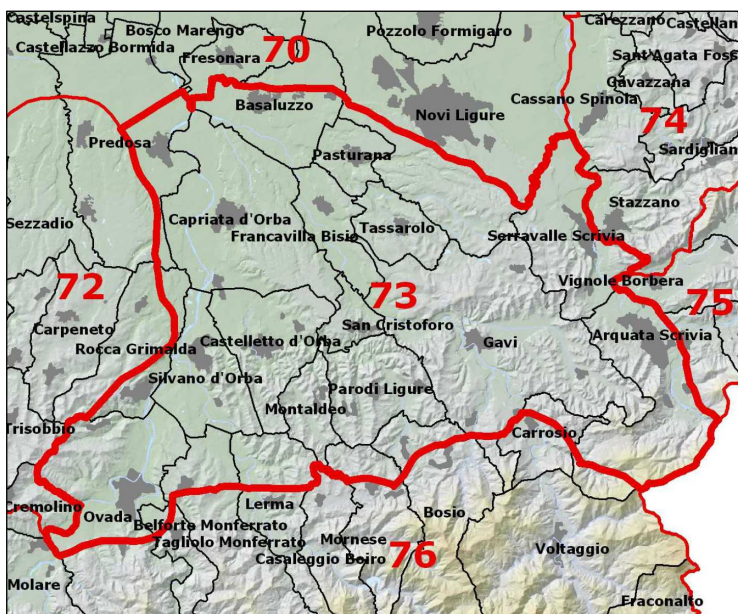 Castelspina
Bosco Marengo
Pozzolo Formigaro
Carezzano
Castellan
Castellazzo Bormida
70
Fresonara
Sant'Agata Foss
Gavazzana
Basaluzzo
Cassano Spinola
Novi Ligure
74
Predosa
Sardiglian
Pasturana
Stazzano
Sezzadio
Capriata d'Orba
Tassarolo
Francavilla Bisio
Serravalle Scrivia
72
73
Vignole Borbera
75
Carpeneto
San Cristoforo
Arquata Scrivia
Rocca Grimalda
Castelletto d'Orba
Gavi
Silvano d'Orba
Parodi Ligure
Montaldeo
Trisobbio
Carrosio
Cremolino
Lerma
Ovada
Belforte Monferrato
Bosio
Tagliolo Monferrato
Mornese
76
Voltaggio
Casaleggio Boiro
Molare
Fraconalto